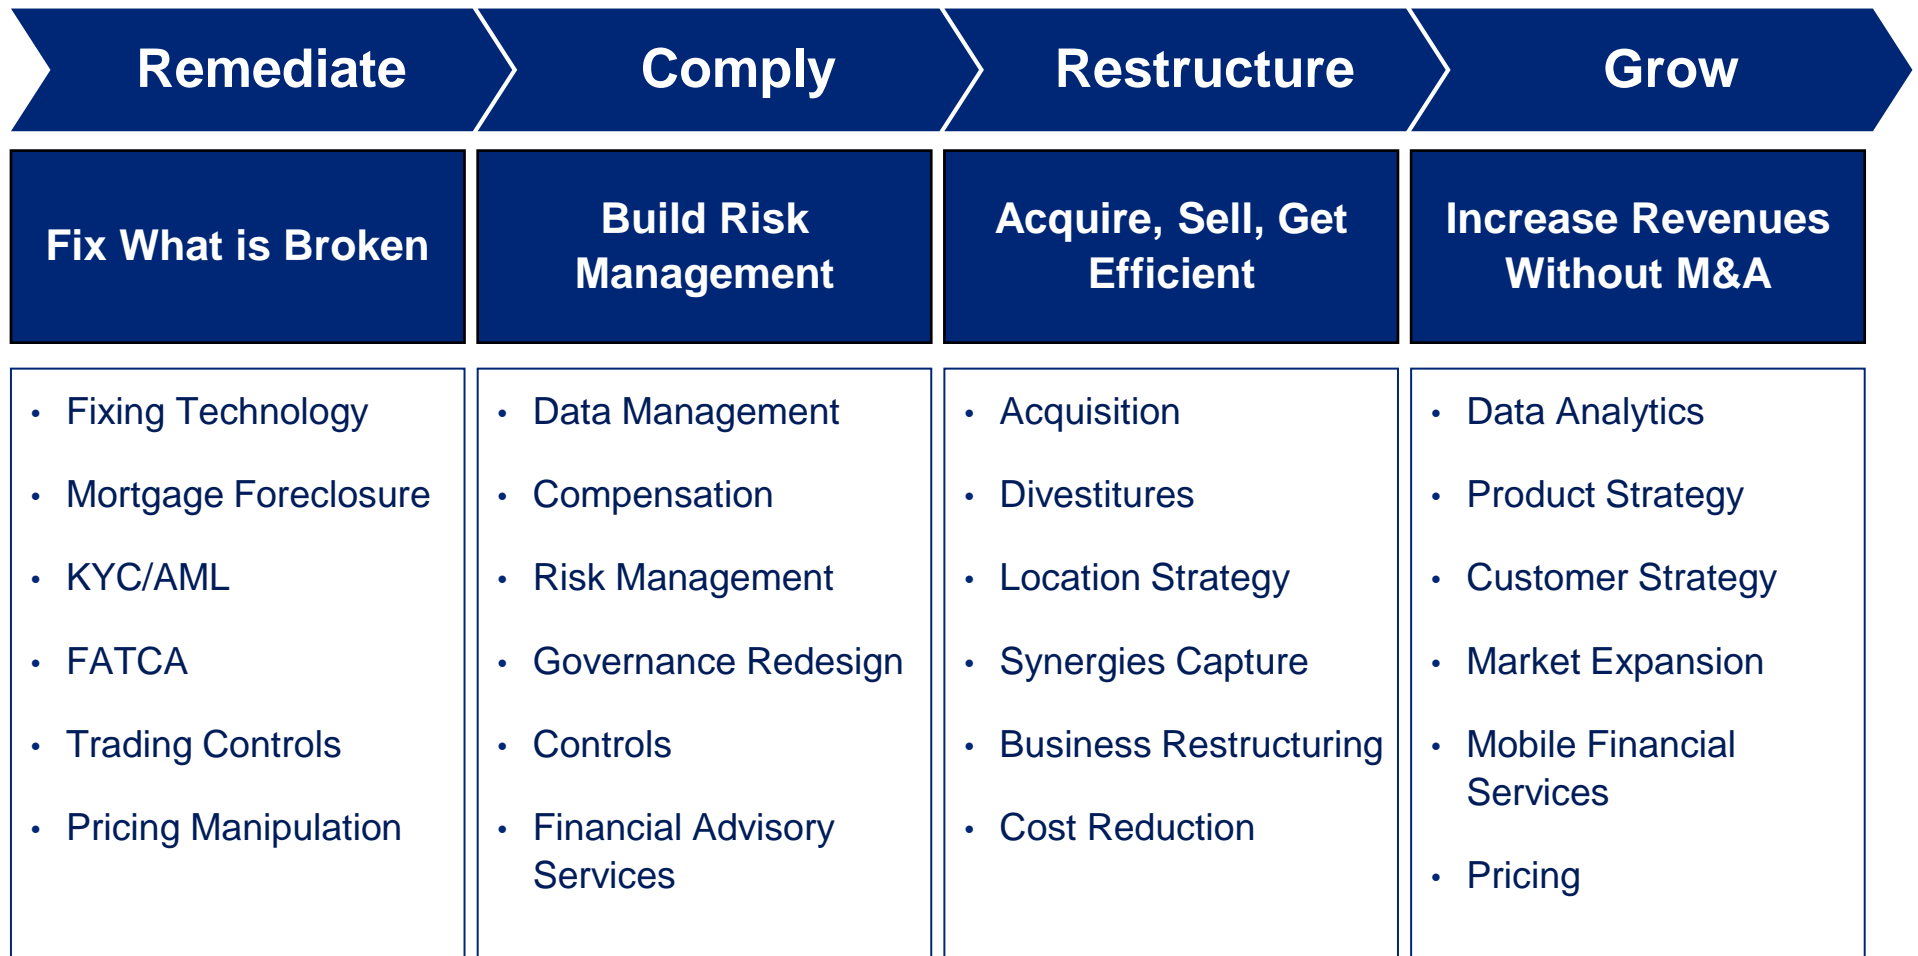 Remediate
Comply
Restructure
Grow
Fix What is Broken
Build Risk
Management
Acquire, Sell, Get
Efficient
Increase Revenues
Without M&A
• Fixing Technology
• Mortgage Foreclosure
• KYC/AML
• FATCA
• Trading Controls
• Pricing Manipulation
• Data Management
• Compensation
• Risk Management
• Governance Redesign
• Controls
• Financial Advisory
Services
• Acquisition
• Divestitures
• Location Strategy
• Synergies Capture
• Business Restructuring
• Cost Reduction
• Data Analytics
• Product Strategy
• Customer Strategy
• Market Expansion
• Mobile Financial
Services
• Pricing